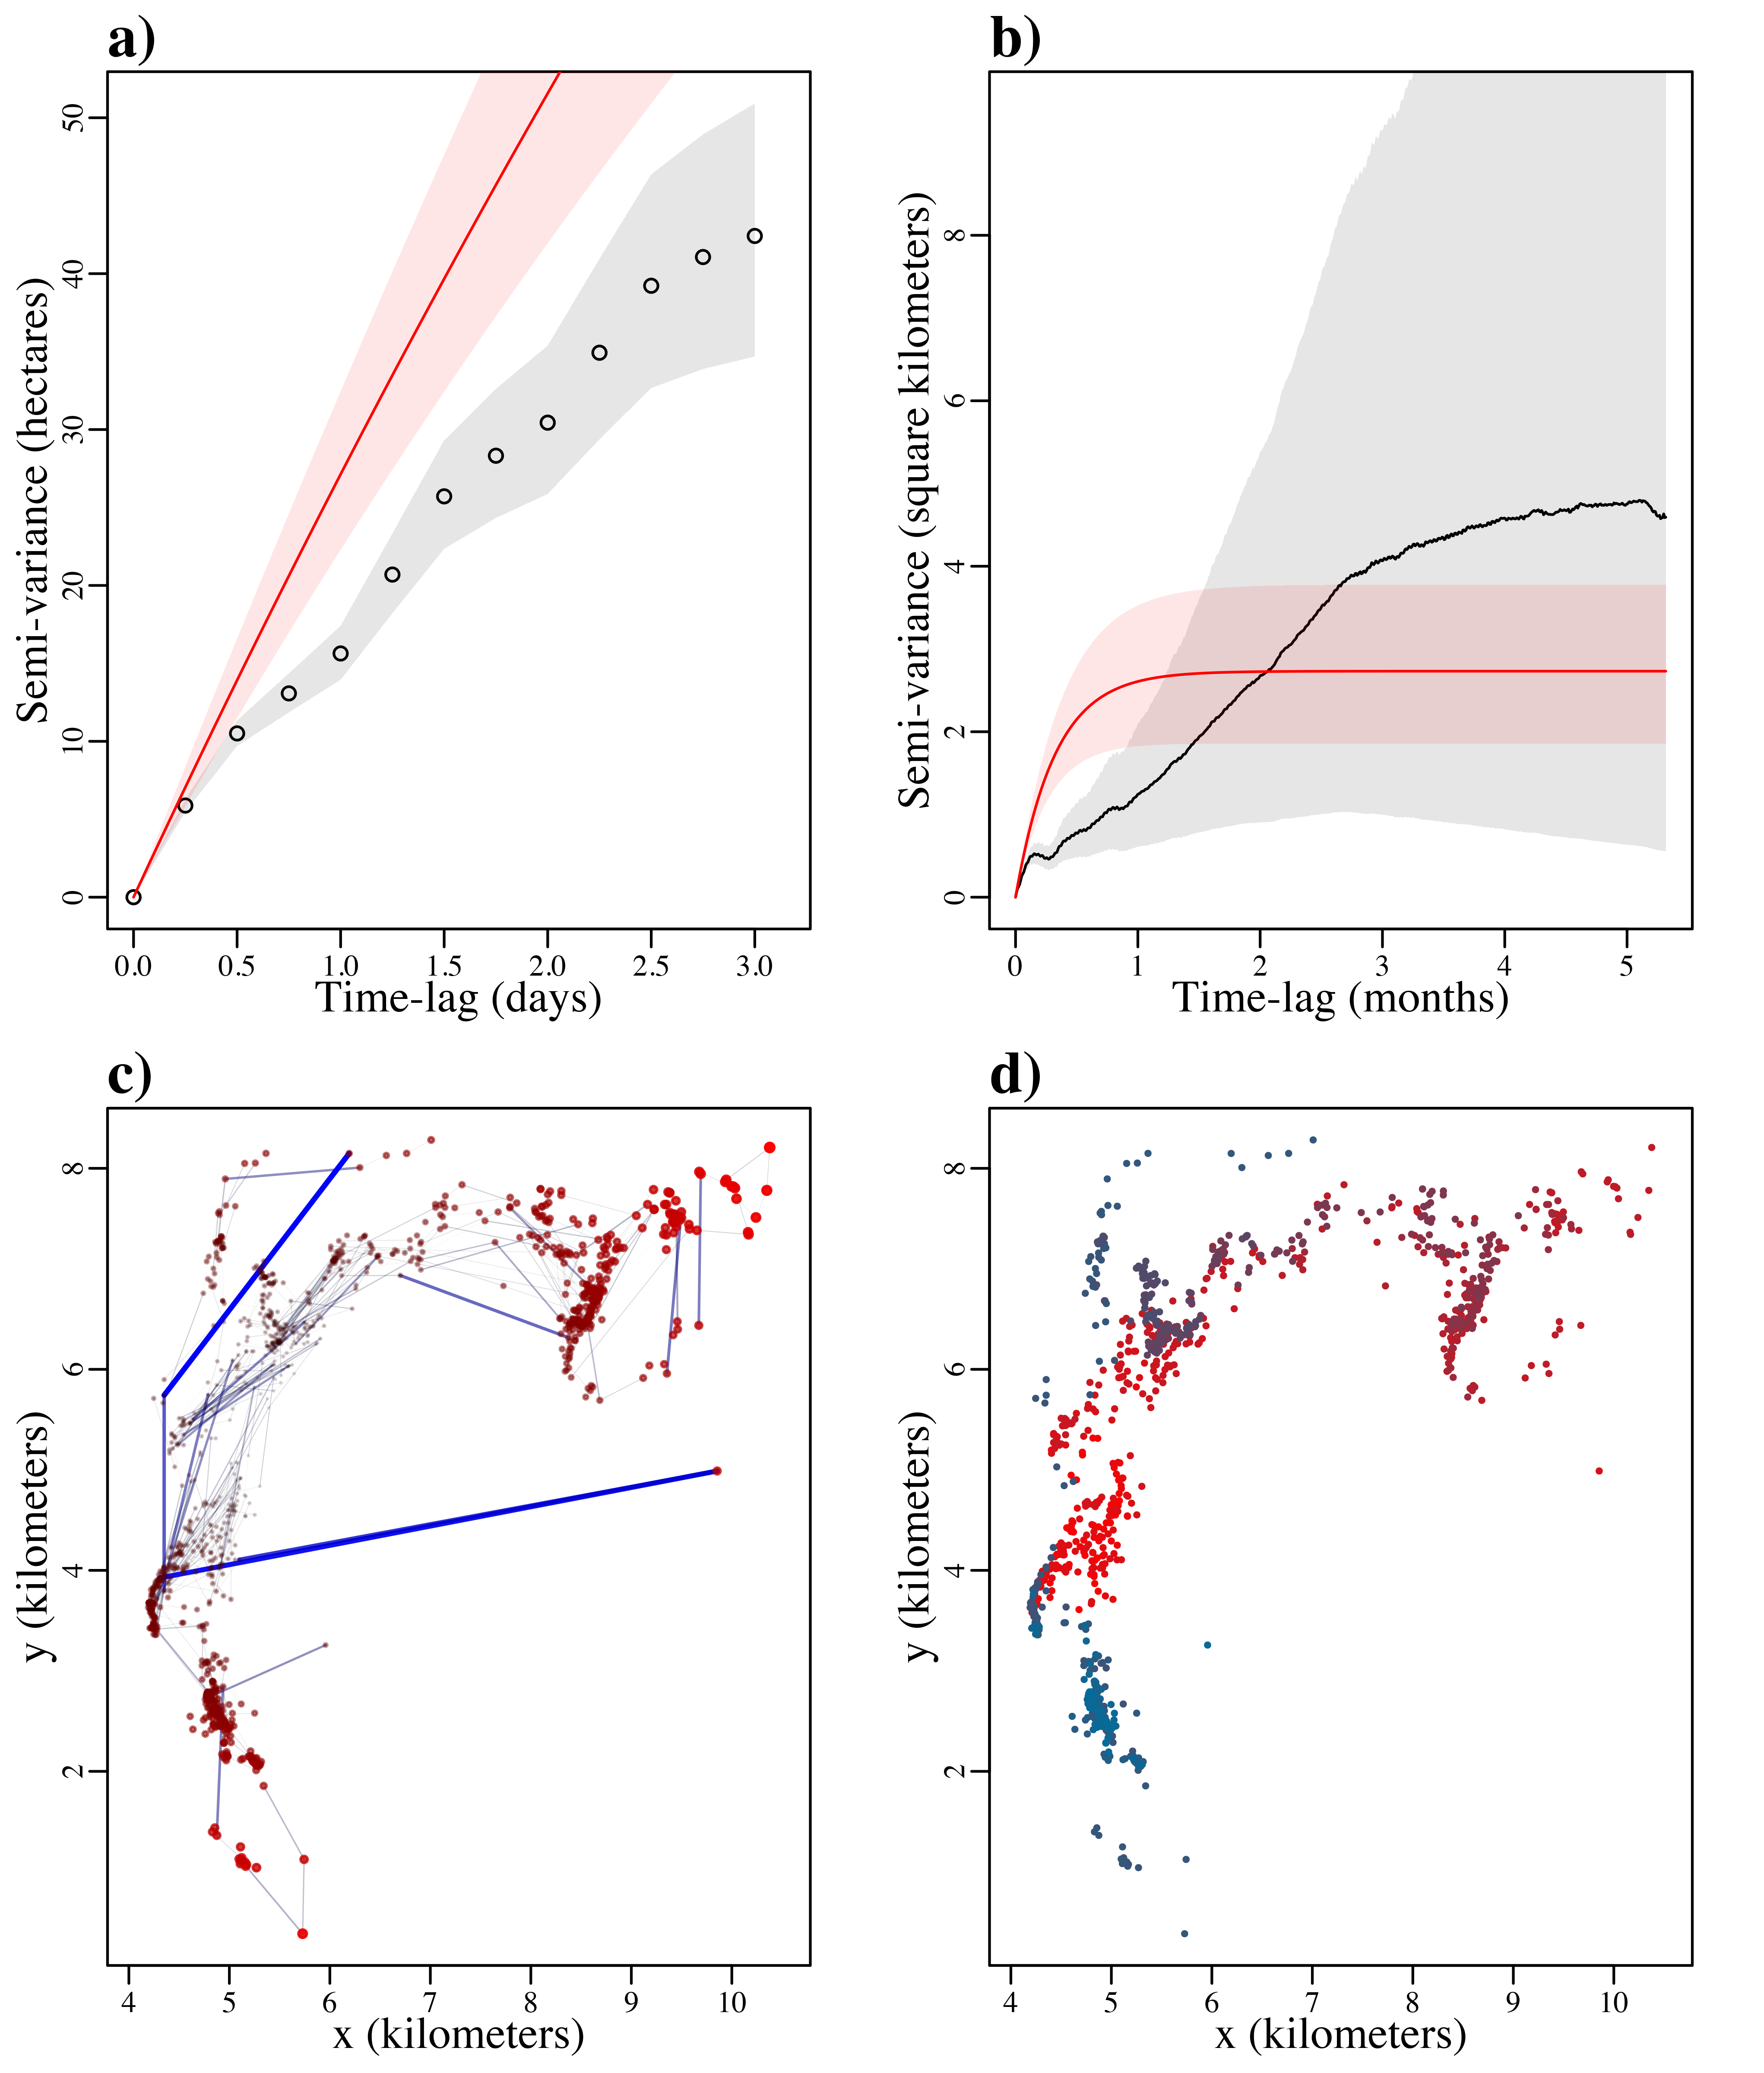 a)
Semi-variance (hectares)
50
40
30
20
10
0
0.0 0.5 1.0 1.5 2.0 2.5 3.0
Time-lag (days)
b)
Semi-variance (square kilometers)
8
6
4
2
0
0 1 2 3 4 5
Time-lag (months)
c)
y (kilometers)
8
6
4
2
4 5 6 7 8 9 10
x (kilometers)
d)
y (kilometers)
8
6
4
2
4 5 6 7 8 9 10
x (kilometers)